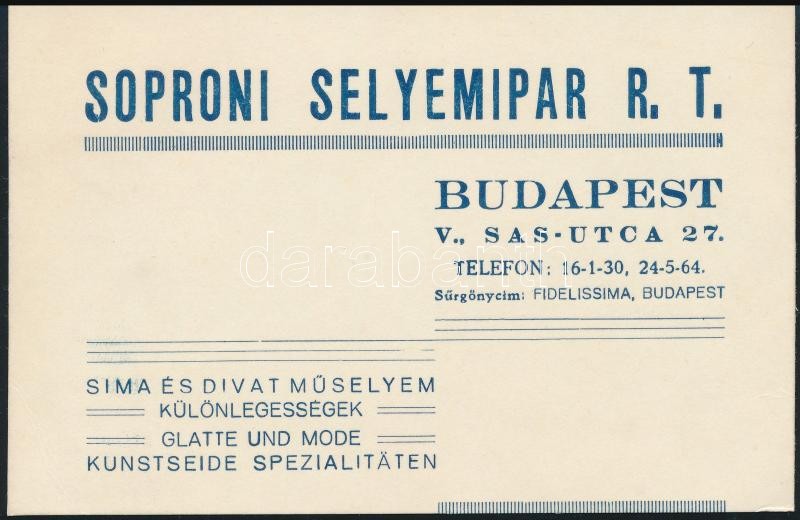 SOPRONI SELYEMIPAR R. T.
BUDAPEST
V., SAS-UTCA 27.
TELEFON: 16-1-30, 24-5-64.
Sűrgönycim: FIDELISSIMA, BUDAPEST
darabanth
SIMA ÉS DIVAT MŰSELYEM
KÜLÖNLEGESSÉGEK
GLATTE UND MODE
KUNSTSEIDE SPEZIALITÄTEN